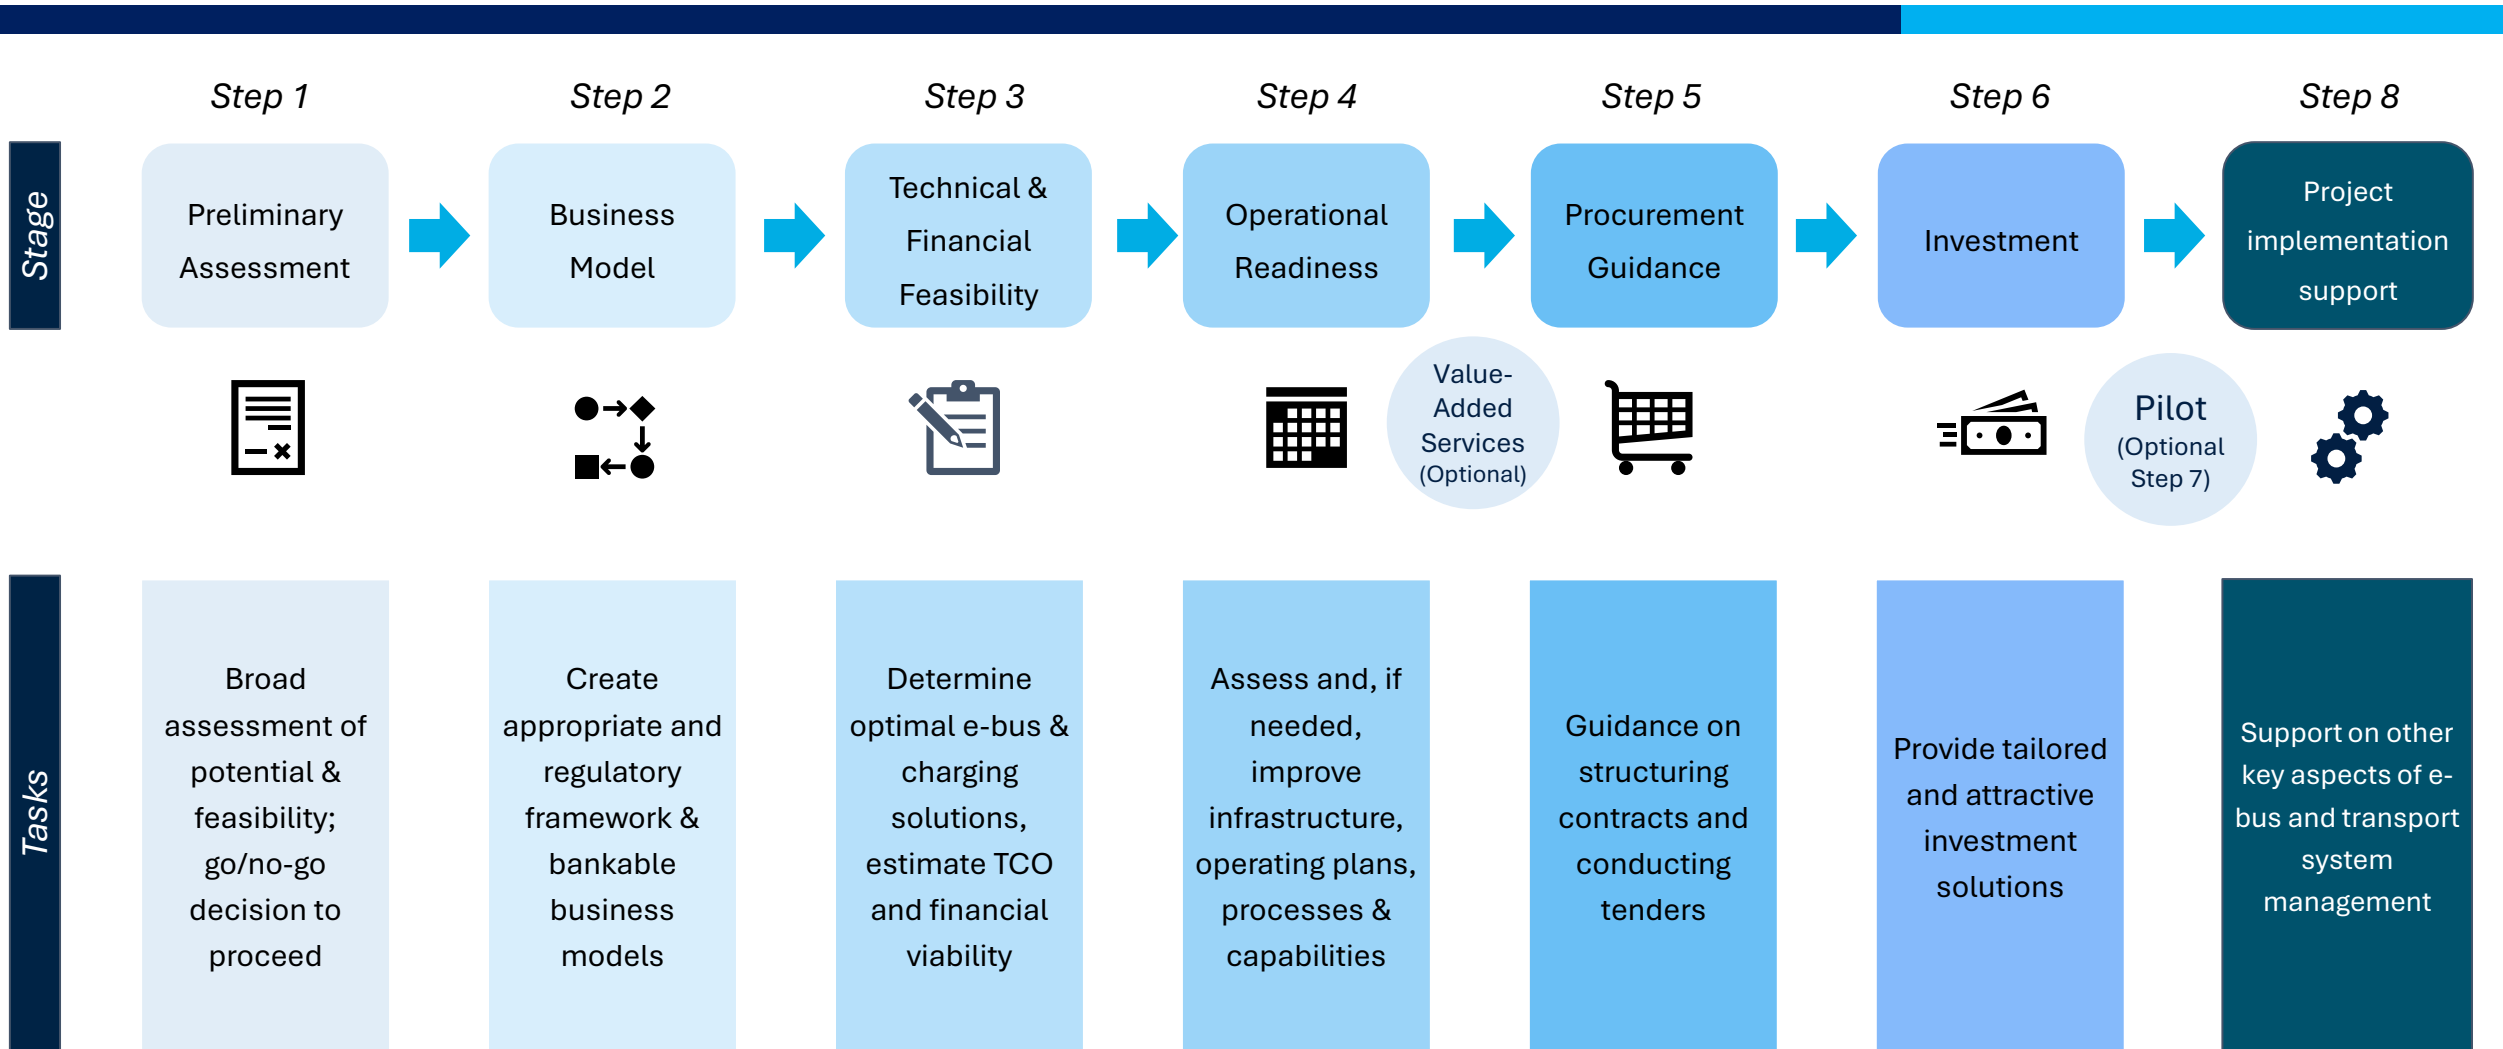 Step 1
Step 2
Step 3
Step 4
Step 5
Step 6
Step 8
Stage
Preliminary
Assessment
Business
Model
Technical &
Financial
Feasibility
Operational
Readiness
Procurement
Guidance
Investment
Project
implementation
support
Value-
Added
Services
(Optional)
Pilot
(Optional
Step 7)
Tasks
Broad
assessment of
potential &
feasibility;
go/no-go
decision to
proceed
Create
appropriate and
regulatory
framework &
bankable
business
models
Determine
optimal e-bus &
charging
solutions,
estimate TCO
and financial
viability
Assess and, if
needed,
improve
infrastructure,
operating plans,
processes &
capabilities
Guidance on
structuring
contracts and
conducting
tenders
Provide tailored
and attractive
investment
solutions
Support on other
key aspects of e-
bus and transport
system
management